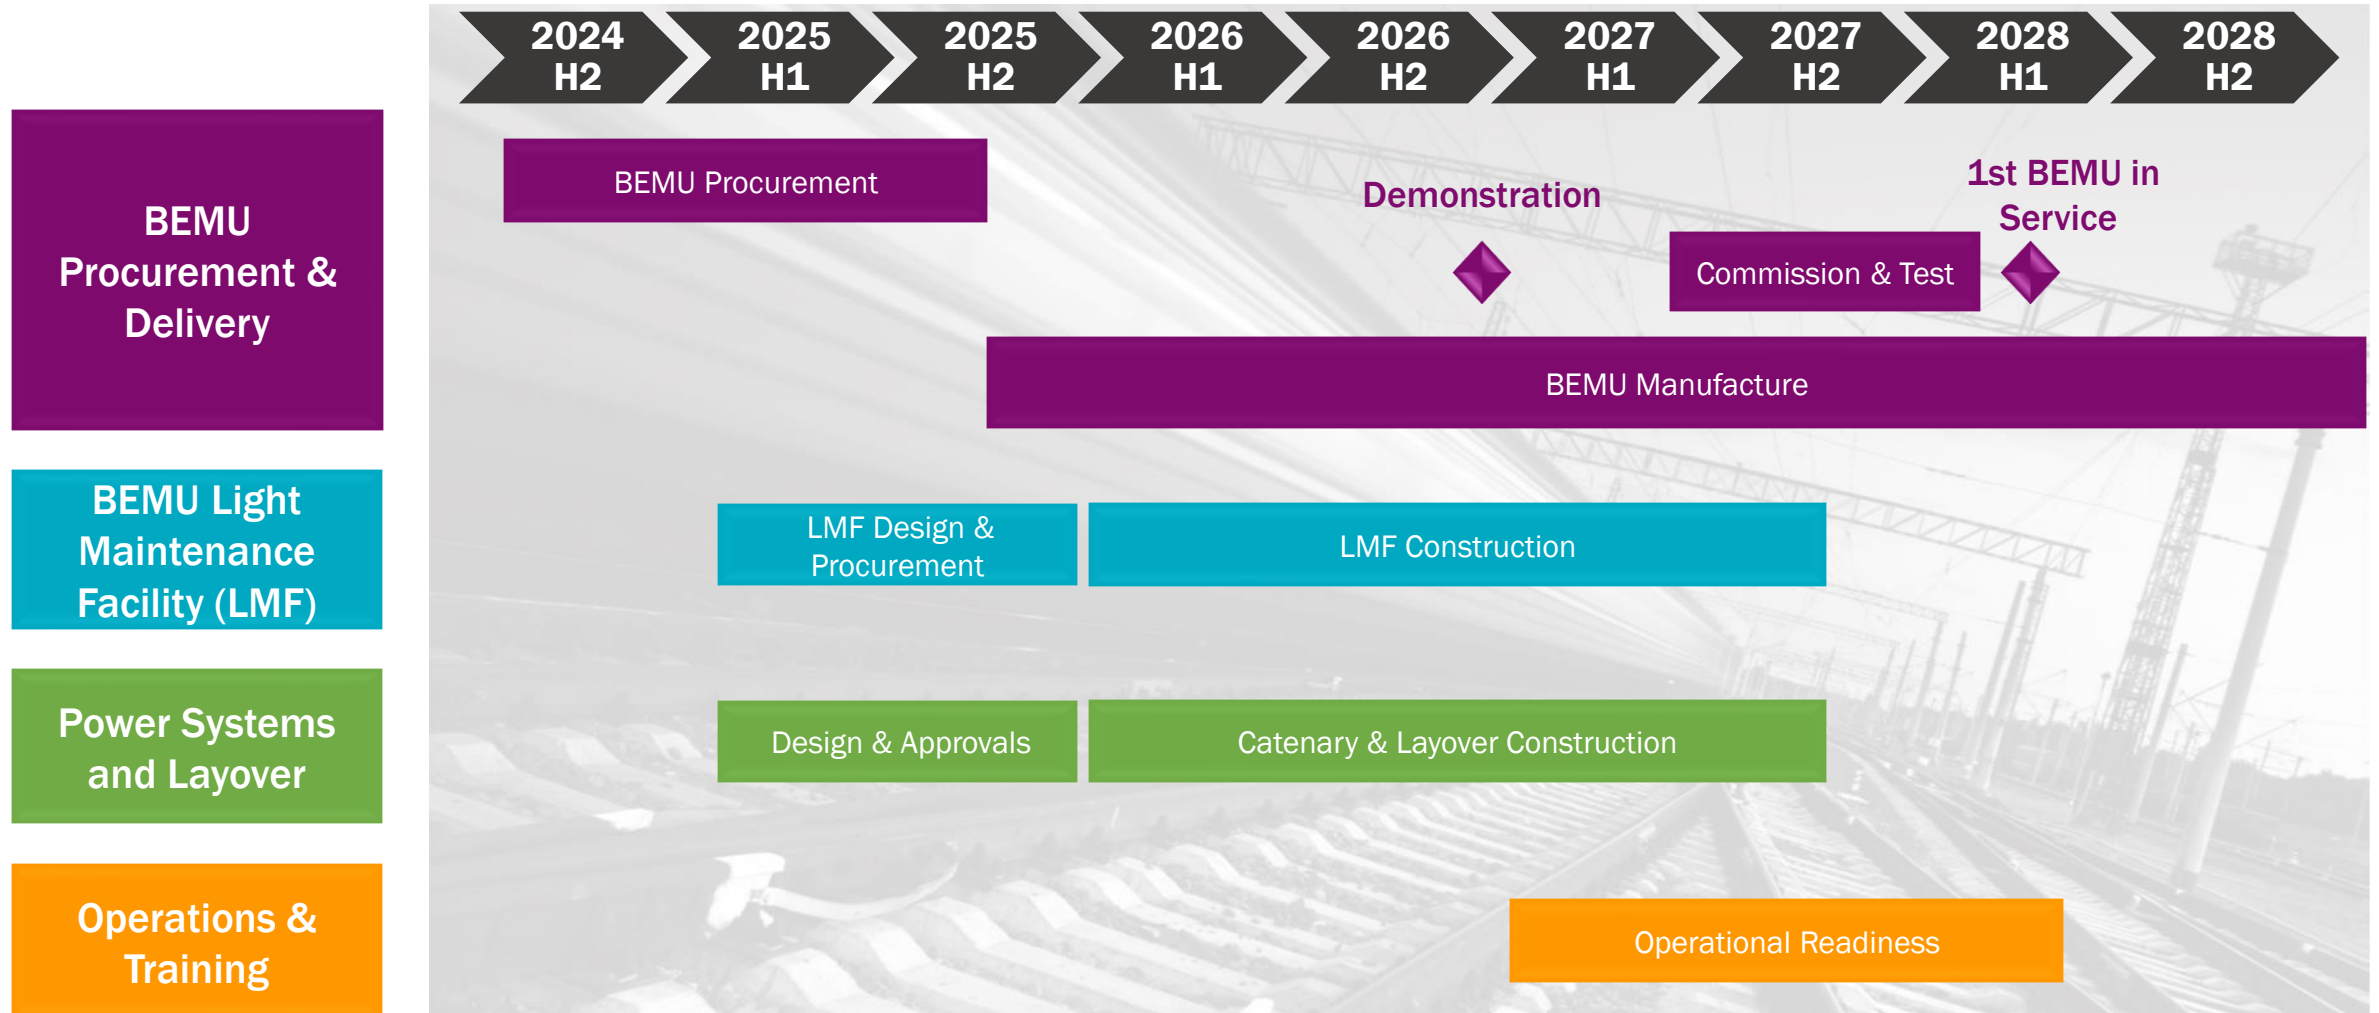 2024
H2
2025
H1
2025
H2
2026
H1
2026
H2
2027
H1
2027
H2
2028
H1
2028
H2
BEMU
Procurement &
Delivery
BEMU Procurement
Demonstration
1st BEMU in
Service
Commission & Test
BEMU Manufacture
BEMU Light
Maintenance
Facility (LMF)
LMF Design &
Procurement
LMF Construction
Power Systems
and Layover
Design & Approvals
Catenary & Layover Construction
Operations &
Training
Operational Readiness